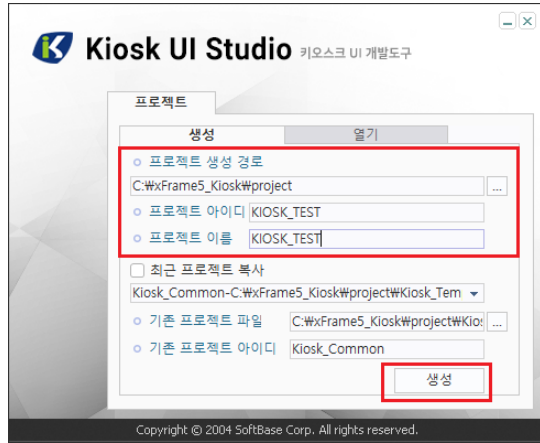 Kiosk UI Studio 키오스크 UI 개발도구
프로젝트
생성 열기
프로젝트 생성 경로
C:₩xFrame5_Kiosk₩project ...
프로젝트 아이디 KIOSK_TEST
프로젝트 이름 KIOSK_TEST
최근 프로젝트 복사
Kiosk_Common-C:₩xFrame5_Kiosk₩project₩Kiosk_Tem
기존 프로젝트 파일 C:₩xFrame5_Kiosk₩project₩Kios ...
기존 프로젝트 아이디 Kiosk_Common
생성
Copyright © 2004 SoftBase Corp. All rights reserved.